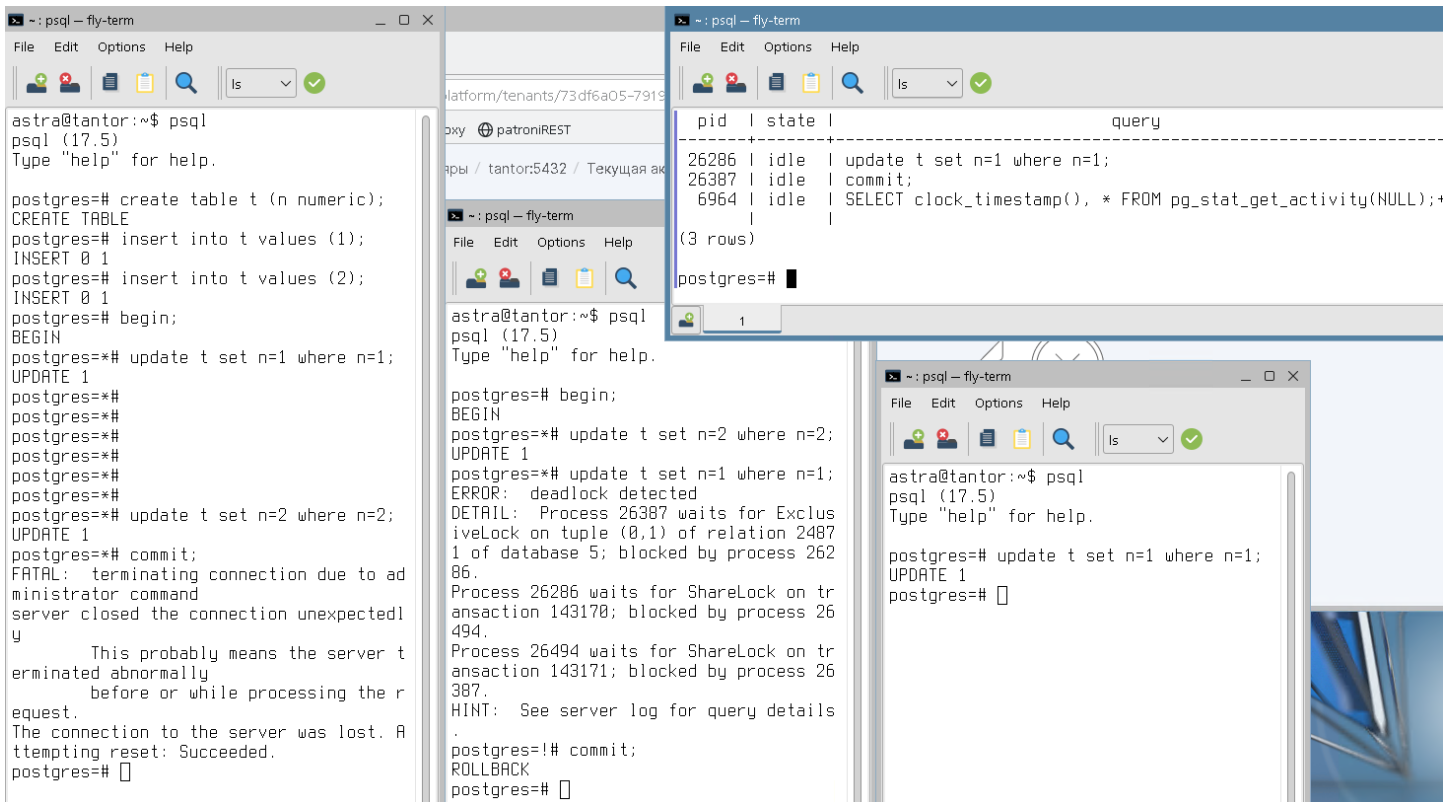 ~ : psql — fly-term
File Edit Options Help
ls
astra@tantor:~$ psql
psql (17.5)
Type "help" for help.
postgres=# create table t (n numeric);
CREATE TABLE
postgres=# insert into t values (1);
INSERT 0 1
postgres=# insert into t values (2);
INSERT 0 1
postgres=# begin;
BEGIN
postgres=*# update t set n=1 where n=1;
UPDATE 1
postgres=*#
postgres=*#
postgres=*#
postgres=*#
postgres=*#
postgres=*#
postgres=*# update t set n=2 where n=2;
UPDATE 1
postgres=*# commit;
FATAL:  terminating connection due to ad
ministrator command
server closed the connection unexpectedl
y
This probably means the server t
erminated abnormally
before or while processing the r
equest.
The connection to the server was lost. A
ttempting reset: Succeeded.
postgres=#
latform/tenants/73df6a05-7919
oxy patroniREST
яры / tantor:5432 / Текущая ак
~ : psql — fly-term
File Edit Options Help
astra@tantor:~$ psql
psql (17.5)
Type "help" for help.
postgres=# begin;
BEGIN
postgres=*# update t set n=2 where n=2;
UPDATE 1
postgres=*# update t set n=1 where n=1;
ERROR:  deadlock detected
DETAIL:  Process 26387 waits for Exclus
iveLock on tuple (0,1) of relation 2487
1 of database 5; blocked by process 262
86.
Process 26286 waits for ShareLock on tr
ansaction 143170; blocked by process 26
494.
Process 26494 waits for ShareLock on tr
ansaction 143171; blocked by process 26
387.
HINT:  See server log for query details
.
postgres=!# commit;
ROLLBACK
postgres=#
~ : psql — fly-term
File Edit Options Help
ls
pid | state | query
-------+-------+------------------------------------------------------
26286 | idle | update t set n=1 where n=1;
26387 | idle | commit;
6964 | idle | SELECT clock_timestamp(), * FROM pg_stat_get_activity(NULL);+
| |
(3 rows)
postgres=#
1
~ : psql — fly-term
File Edit Options Help
ls
astra@tantor:~$ psql
psql (17.5)
Type "help" for help.
postgres=# update t set n=1 where n=1;
UPDATE 1
postgres=#